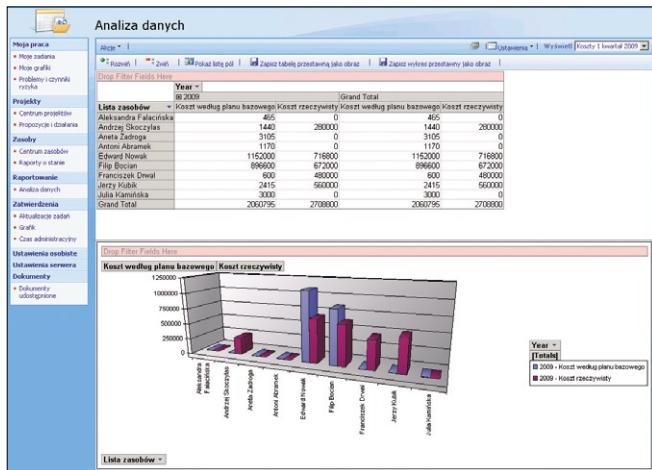 Analiza danych
Moja praca
Moje zadania
Moje grafiki
Problemy i czynniki
ryzyka
Projekty
Centrum projektów
Propozycje i działania
Zasoby
Centrum zasobów
Raporty o stanie
Raportowanie
Analiza danych
Zatwierdzenia
Aktualizacje zadań
Grafik
Czas administracyjny
Ustawienia osobiste
Ustawienia serwera
Dokumenty
Dokumenty
udostępnione
Akcje Ustawienia Wyświetl Koszty 1 kwartał 2009
Rozwiń Zwiń Pokaż listę pól Zapisz tabelę przestawną jako obraz Zapisz wykres przestawny jako obraz
Drop Filter Fields Here
Year
2009 Grand Total
Lista zasobów Koszt według planu bazowego Koszt rzeczywisty Koszt według planu bazowego Koszt rzeczywisty
Aleksandra Falacińska 465 0 465 0
Andrzej Skoczylas 1440 280000 1440 280000
Aneta Żadroga 3105 0 3105 0
Antoni Abramek 1170 0 1170 0
Edward Nowak 1152000 716800 1152000 716800
Filip Bocian 896600 672000 896600 672000
Franciszek Drwal 600 480000 600 480000
Jerzy Kubik 2415 560000 2415 560000
Julia Kamińska 3000 0 3000 0
Grand Total 2060795 2708800 2060795 2708800
Drop Filter Fields Here
Koszt według planu bazowego Koszt rzeczywisty
1250000
1000000
750000
500000
250000
0
Aleksandra
Falacińska
Andrzej Skoczylas
Aneta Żadroga
Antoni Abramek
Edward Nowak
Filip Bocian
Franciszek Drwal
Jerzy Kubik
Julia Kamińska
Year
[Totals]
2009 - Koszt według planu bazowego
2009 - Koszt rzeczywisty
Lista zasobów